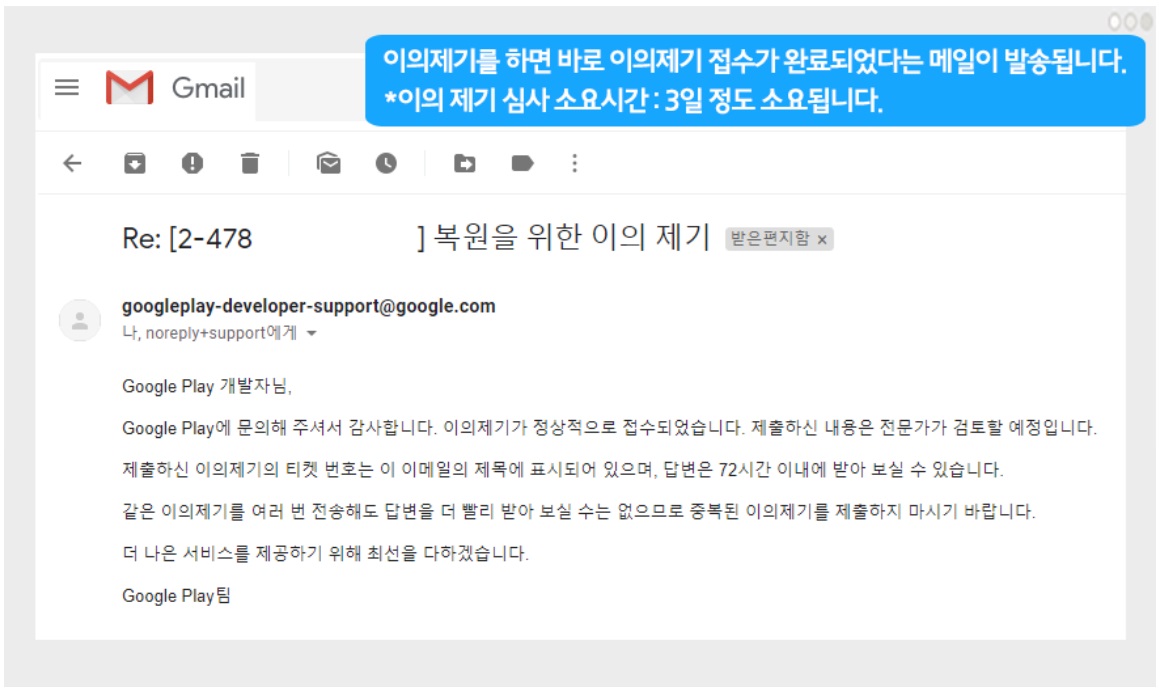 이의제기를 하면 바로 이의제기 접수가 완료되었다는 메일이 발송됩니다.
*이의 제기 심사 소요시간 : 3일 정도 소요됩니다.
Gmail
Re: [2-478 ] 복원을 위한 이의 제기 받은편지함 x
googleplay-developer-support@google.com
나, noreply+support에게
Google Play 개발자님,
Google Play에 문의해 주셔서 감사합니다. 이의제기가 정상적으로 접수되었습니다. 제출하신 내용은 전문가가 검토할 예정입니다.
제출하신 이의제기의 티켓 번호는 이 이메일의 제목에 표시되어 있으며, 답변은 72시간 이내에 받아 보실 수 있습니다.
같은 이의제기를 여러 번 전송해도 답변을 더 빨리 받아 보실 수는 없으므로 중복된 이의제기를 제출하지 마시기 바랍니다.
더 나은 서비스를 제공하기 위해 최선을 다하겠습니다.
Google Play팀